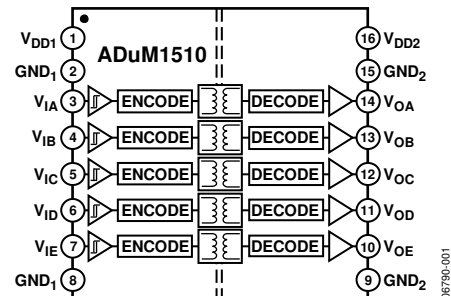 ADuM1510
VDD1 1 16 VDD2
GND1 2 15 GND2
VIA 3 ENCODE DECODE 14 VOA
VIB 4 ENCODE DECODE 13 VOB
VIC 5 ENCODE DECODE 12 VOC
VID 6 ENCODE DECODE 11 VOD
VIE 7 ENCODE DECODE 10 VOE
GND1 8 9 GND2
06790-001